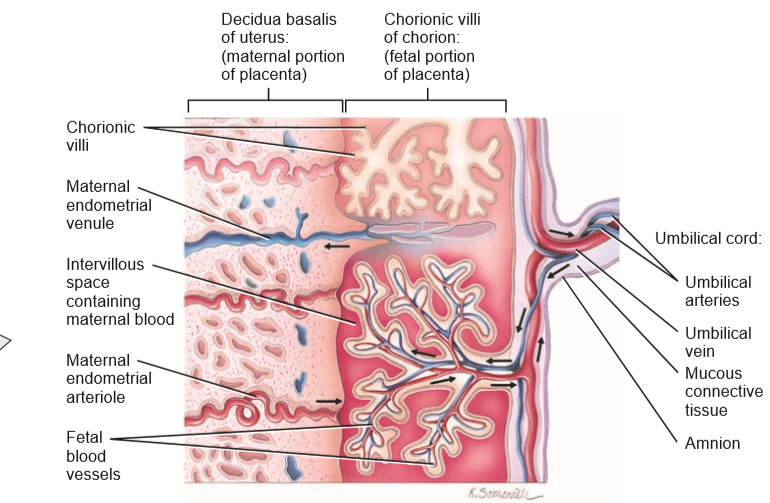 Decidua basalis
of uterus:
(maternal portion
of placenta)
Chorionic villi
of chorion:
(fetal portion
of placenta)
Chorionic
villi
Maternal
endometrial
venule
Intervillous
space
containing
maternal blood
Maternal
endometrial
arteriole
Fetal
blood
vessels
Umbilical cord:
Umbilical
arteries
Umbilical
vein
Mucous
connective
tissue
Amnion
K. Somerville